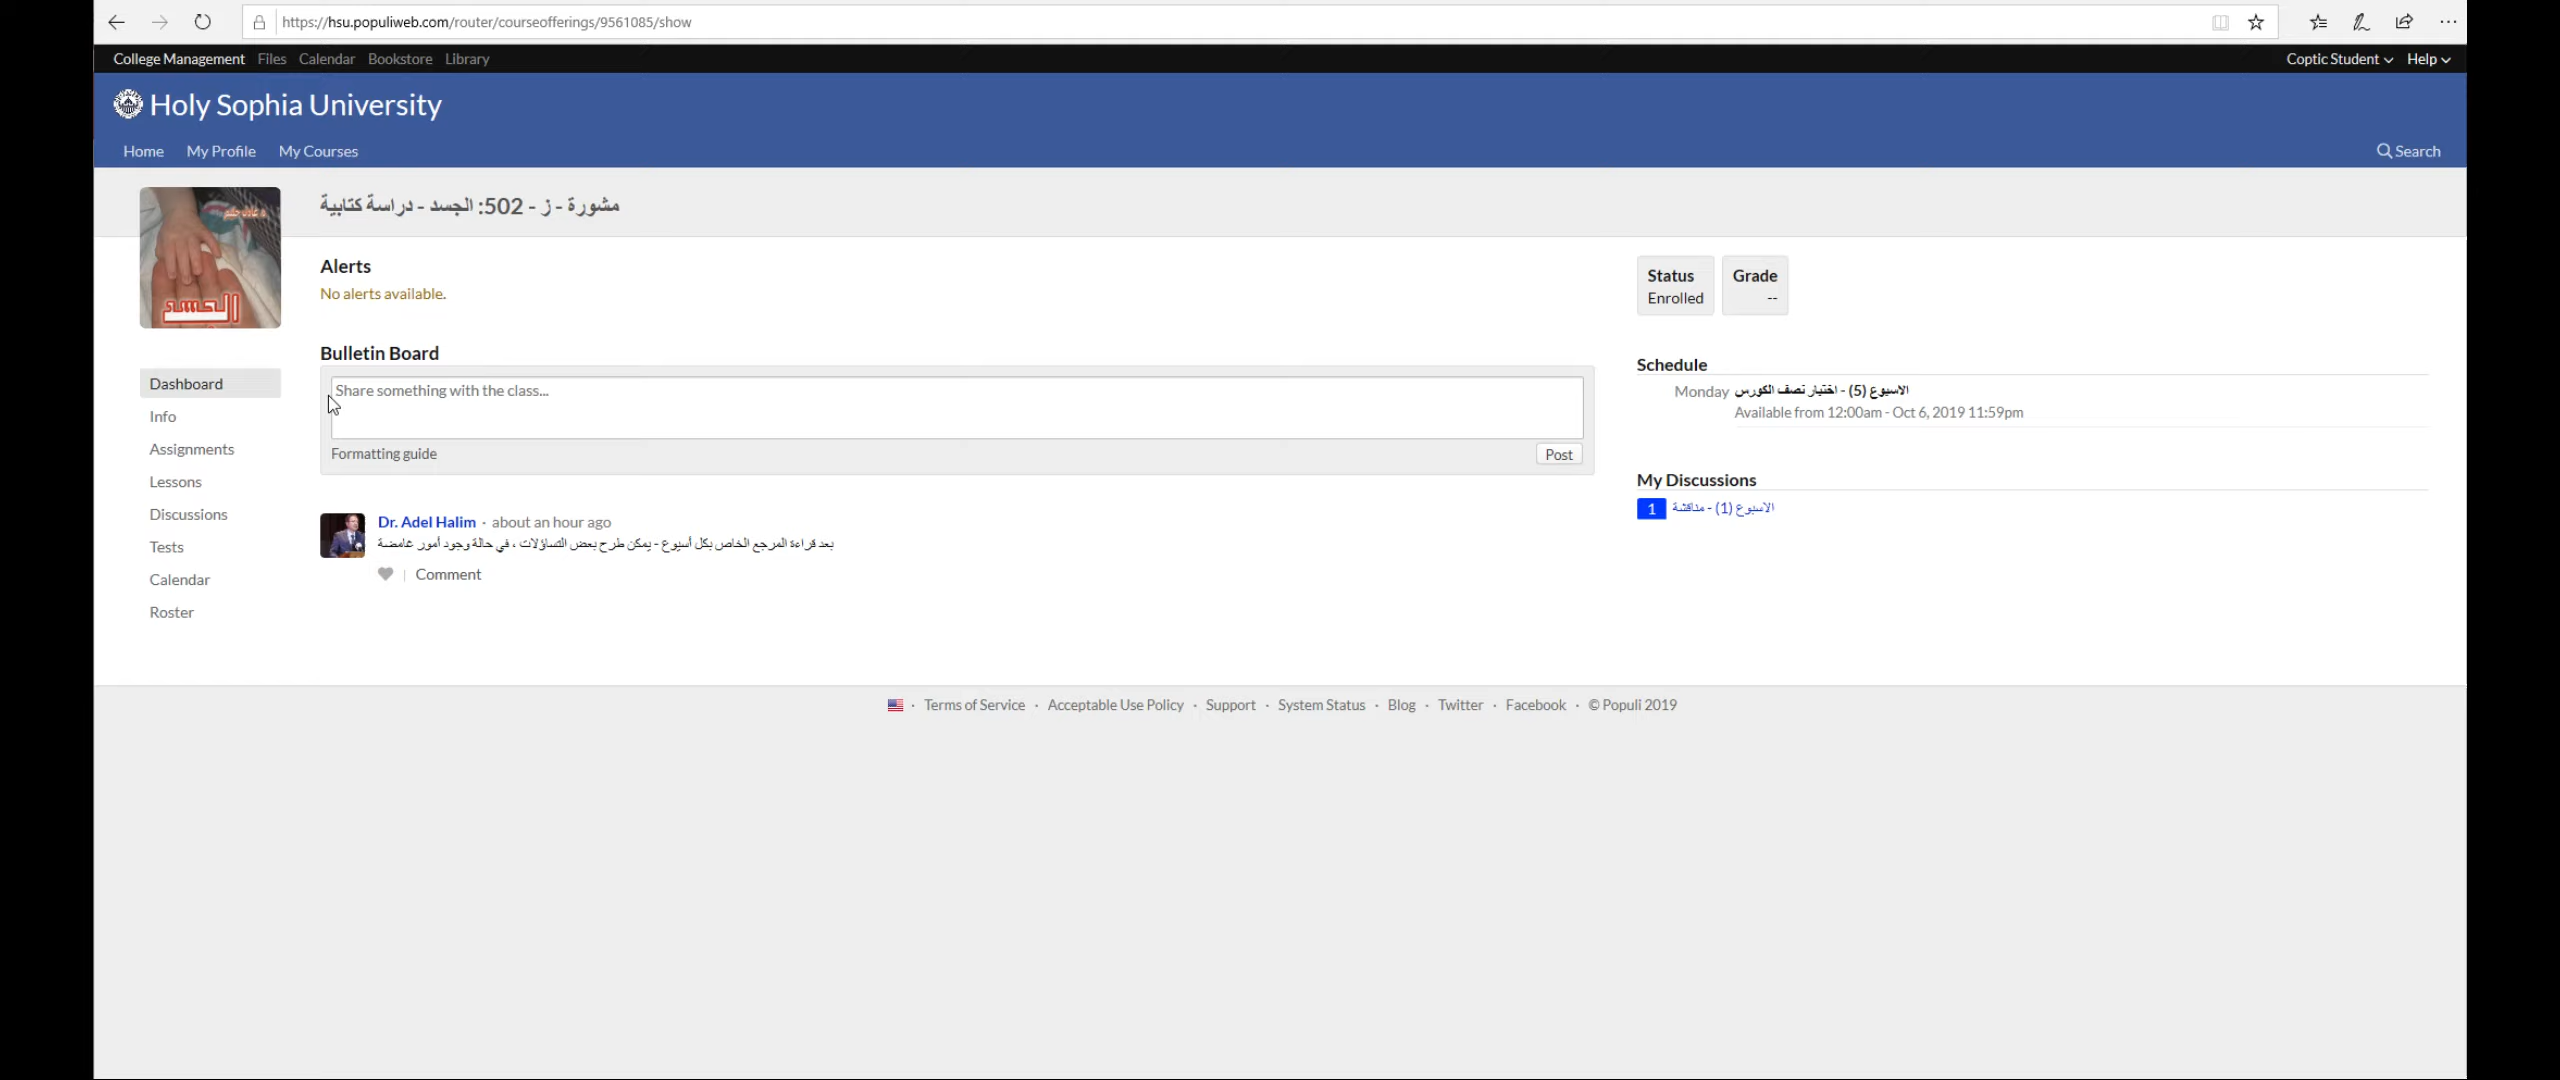 https://hsu.populiweb.com/router/courseofferings/9561085/show
College Management Files Calendar Bookstore Library
Coptic Student Help
Holy Sophia University
Home My Profile My Courses
Search
مشورة - ز - 502: الجسد - دراسة كتابية
د عادل حليم
الجسد
Dashboard
Info
Assignments
Lessons
Discussions
Tests
Calendar
Roster
Alerts
No alerts available.
Bulletin Board
Share something with the class...
Formatting guide
Post
Dr. Adel Halim · about an hour ago
بعد قراءة المرجع الخاص بكل أسبوع - يمكن طرح بعض التساؤلات ، في حالة وجود أمور غامضة
Comment
Status
Enrolled
Grade
--
Schedule
Monday الاسبوع (5) - اختبار نصف الكورس
Available from 12:00am - Oct 6, 2019 11:59pm
My Discussions
1 الاسبوع (1) - مناقشة
· Terms of Service · Acceptable Use Policy · Support · System Status · Blog · Twitter · Facebook · © Populi 2019